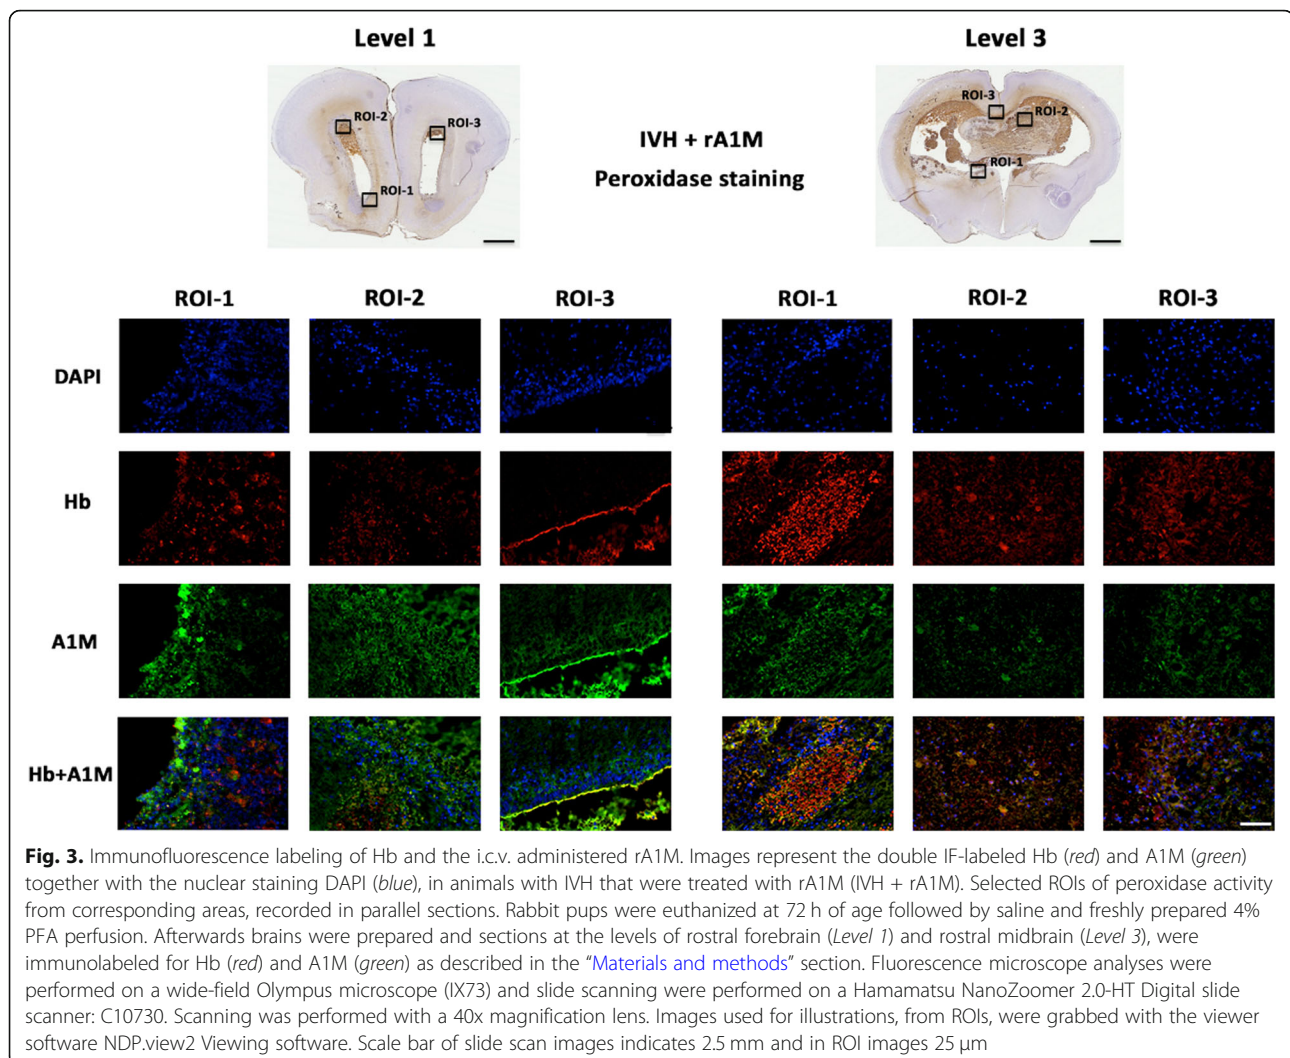 Level 1
Level 3
ROI-2
ROI-3
ROI-1
ROI-3
ROI-2
ROI-1
IVH + rA1M
Peroxidase staining
ROI-1 ROI-2 ROI-3 ROI-1 ROI-2 ROI-3
DAPI
Hb
A1M
Hb+A1M
Fig. 3. Immunofluorescence labeling of Hb and the i.c.v. administered rA1M. Images represent the double IF-labeled Hb (red) and A1M (green)
together with the nuclear staining DAPI (blue), in animals with IVH that were treated with rA1M (IVH + rA1M). Selected ROIs of peroxidase activity
from corresponding areas, recorded in parallel sections. Rabbit pups were euthanized at 72 h of age followed by saline and freshly prepared 4%
PFA perfusion. Afterwards brains were prepared and sections at the levels of rostral forebrain (Level 1) and rostral midbrain (Level 3), were
immunolabeled for Hb (red) and A1M (green) as described in the “Materials and methods” section. Fluorescence microscope analyses were
performed on a wide-field Olympus microscope (IX73) and slide scanning were performed on a Hamamatsu NanoZoomer 2.0-HT Digital slide
scanner: C10730. Scanning was performed with a 40x magnification lens. Images used for illustrations, from ROIs, were grabbed with the viewer
software NDP.view2 Viewing software. Scale bar of slide scan images indicates 2.5 mm and in ROI images 25 μm